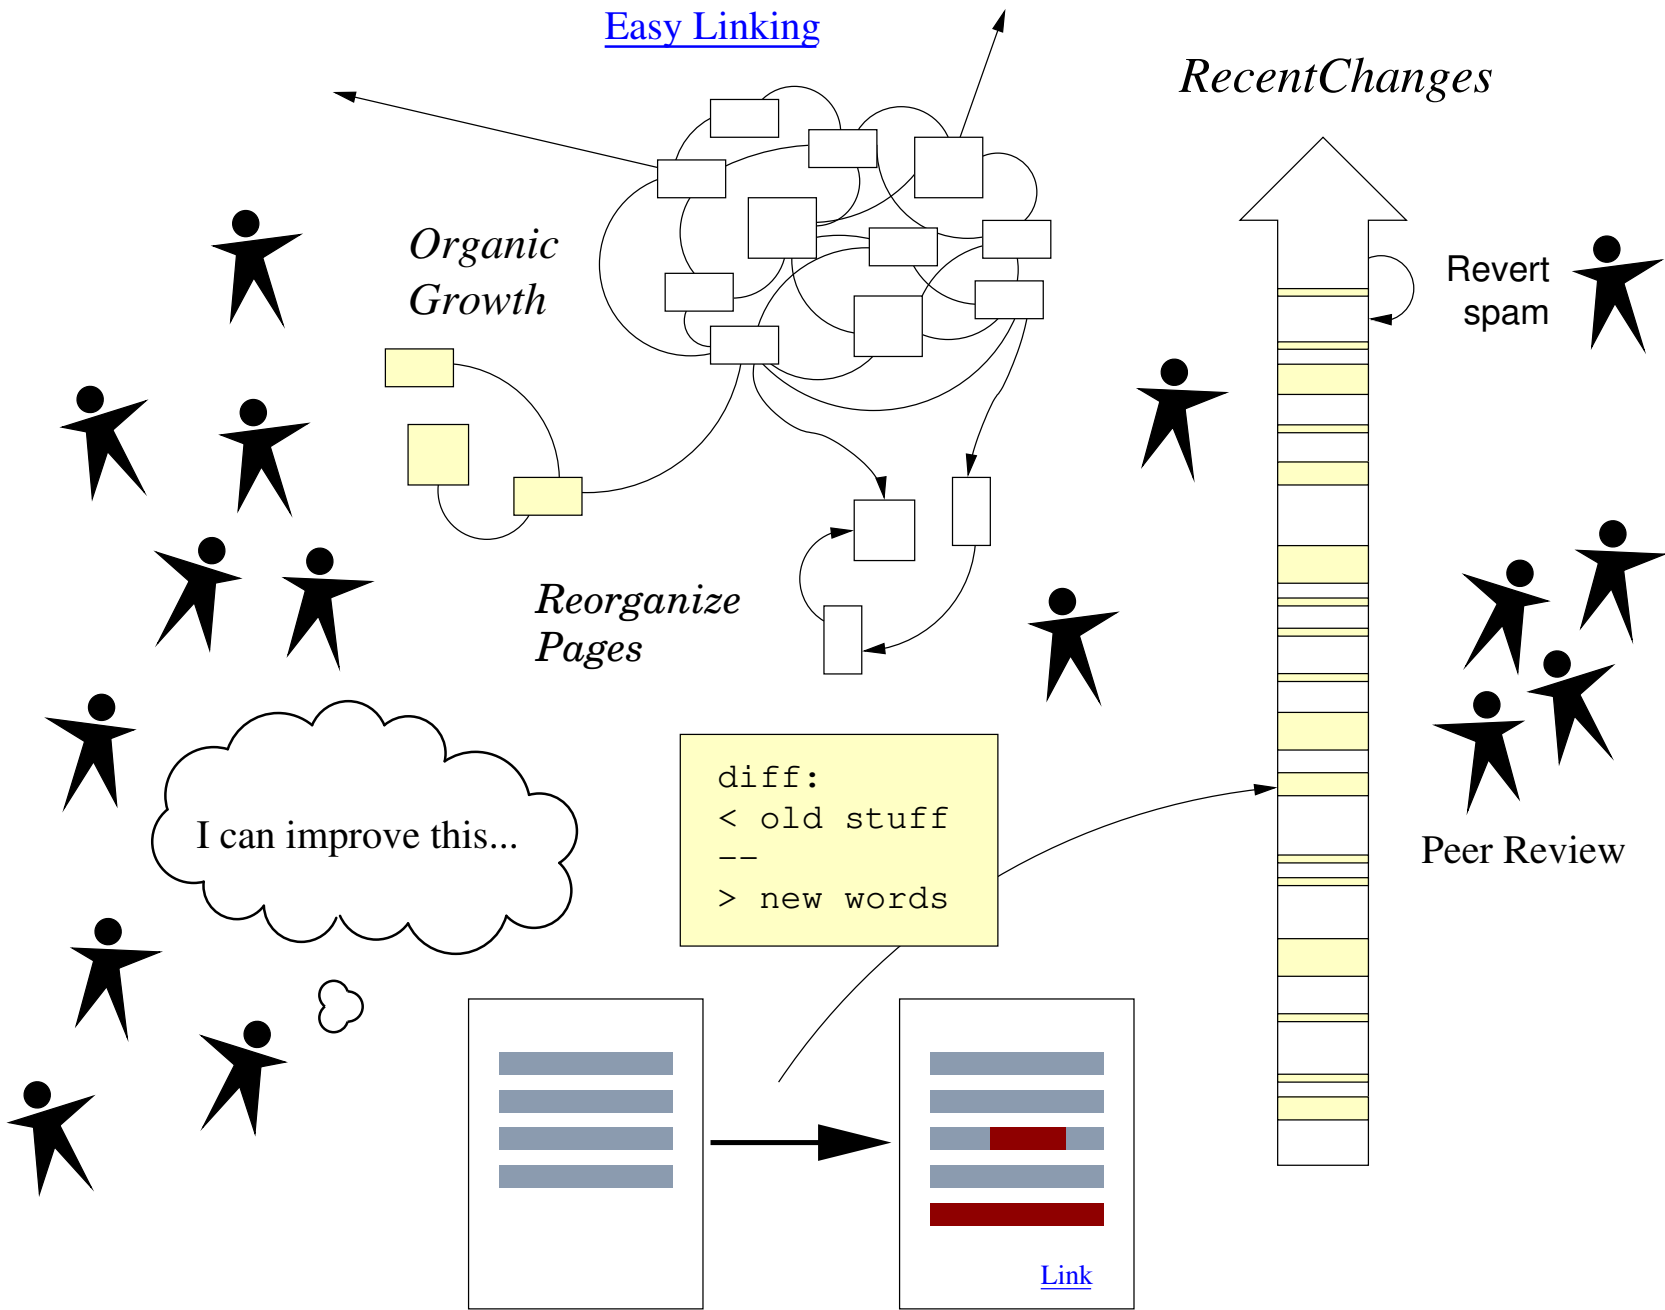 Easy Linking
RecentChanges
Organic
Growth
Revert
spam
Reorganize
Pages
I can improve this...
diff:
< old stuff
--
> new words
Peer Review
Link